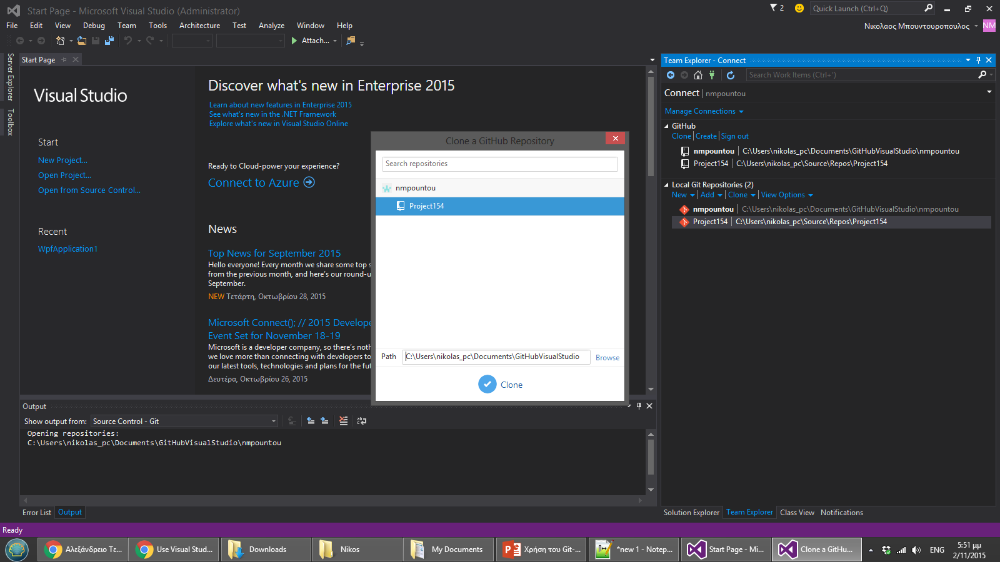 Start Page - Microsoft Visual Studio (Administrator)
2
Quick Launch (Ctrl+Q)
File Edit View Debug Team Tools Architecture Test Analyze Window Help
Νικολαος Μπουντουροπουλος NM
Attach...
Server Explorer
Toolbox
Start Page
Visual Studio
Start
New Project...
Open Project...
Open from Source Control...
Recent
WpfApplication1
Discover what's new in Enterprise 2015
Learn about new features in Enterprise 2015
See what's new in the .NET Framework
Explore what's new in Visual Studio Online
Ready to Cloud-power your experience?
Connect to Azure
News
Top News for September 2015
Hello everyone! Every month we share some top s
from the previous month, and here's our round-u
September.
NEW Τετάρτη, Οκτωβρίου 28, 2015
Microsoft Connect(); // 2015 Develope
Event Set for November 18-19
Microsoft is a developer company, so there's noth
we love more than connecting with developers to
our latest tools, technologies and plans for the fut
Δευτέρα, Οκτωβρίου 26, 2015
Clone a GitHub Repository
Search repositories
nmpountou
Project154
Path C:\Users\nikolas_pc\Documents\GitHubVisualStudio Browse
Clone
Team Explorer - Connect
Search Work Items (Ctrl+')
Connect | nmpountou
Manage Connections
GitHub
Clone | Create | Sign out
nmpountou | C:\Users\nikolas_pc\Documents\GitHubVisualStudio\nmpountou
Project154 | C:\Users\nikolas_pc\Source\Repos\Project154
Local Git Repositories (2)
New | Add | Clone | View Options
nmpountou | C:\Users\nikolas_pc\Documents\GitHubVisualStudio\nmpountou
Project154 | C:\Users\nikolas_pc\Source\Repos\Project154
Output
Show output from: Source Control - Git
Opening repositories:
C:\Users\nikolas_pc\Documents\GitHubVisualStudio\nmpountou
Error List Output
Solution Explorer Team Explorer Class View Notifications
Ready
Αλεξάνδρειο Τε...
Use Visual Stud...
Downloads
Nikos
My Documents
Χρήση του Git-...
*new 1 - Notep...
Start Page - Mi...
Clone a GitHu...
ENG
5:51 μμ
2/11/2015